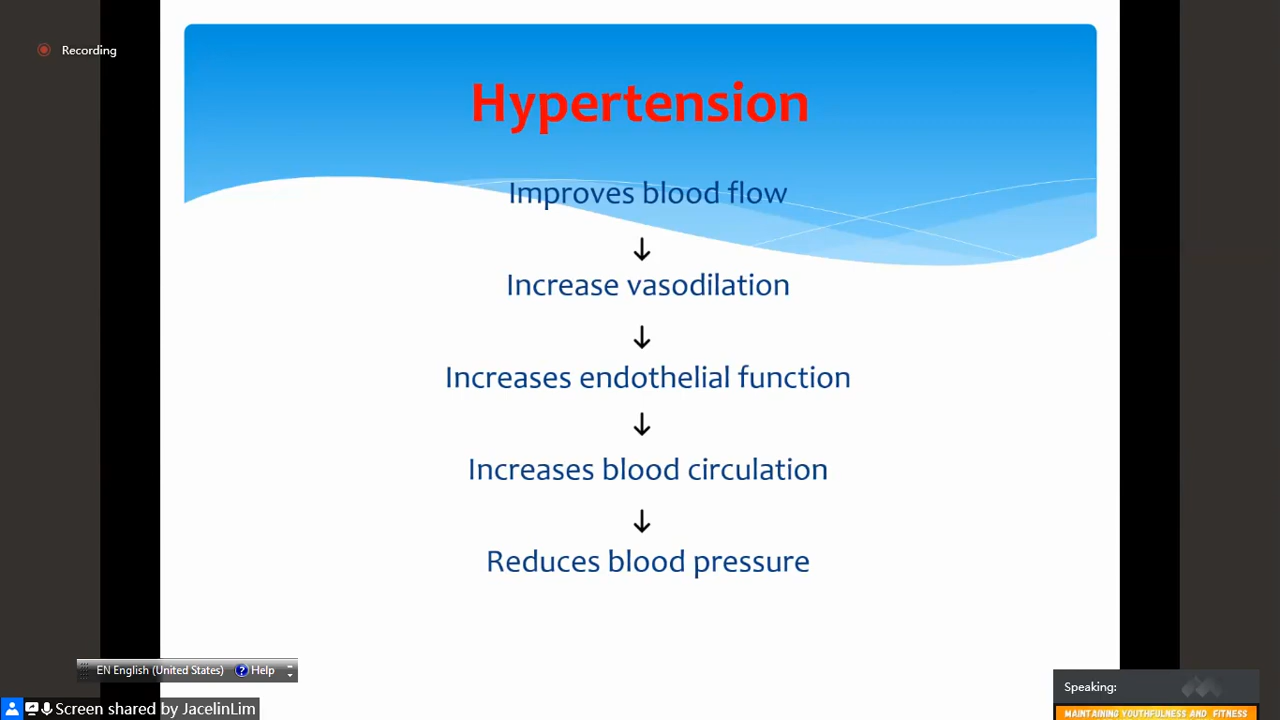 Recording
Hypertension
Improves blood flow
↓
Increase vasodilation
↓
Increases endothelial function
↓
Increases blood circulation
↓
Reduces blood pressure
EN English (United States) Help
Screen shared by JacelinLim
Speaking:
MAINTAINING YOUTHFULNESS AND FITNESS